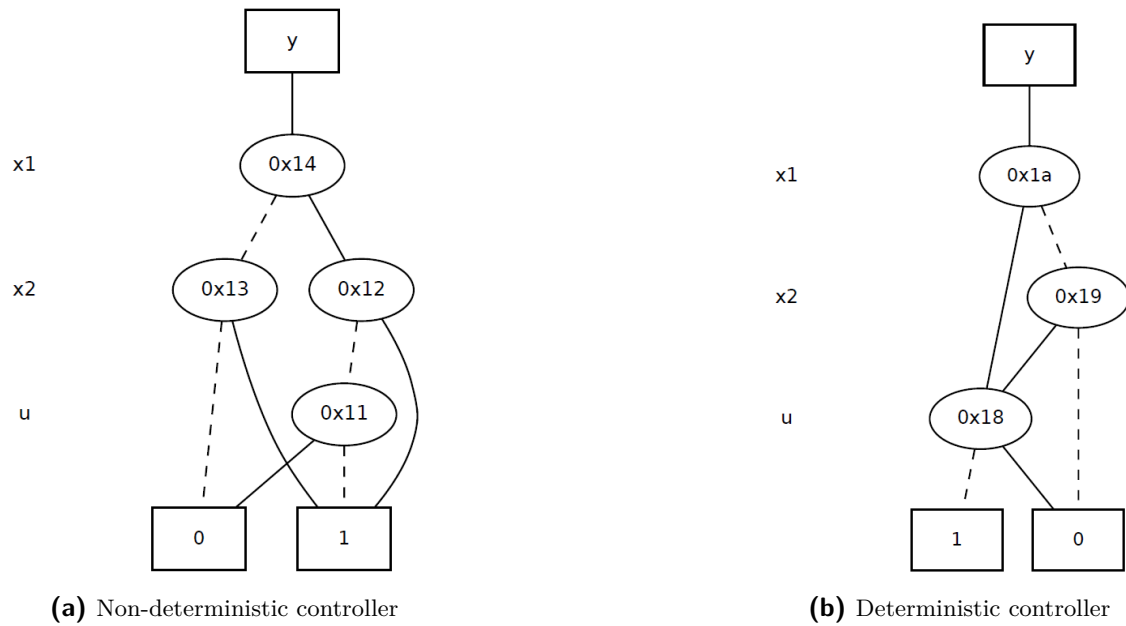 y
x1
0x14
x2
0x13
0x12
u
0x11
0
1
(a) Non-deterministic controller
y
x1
0x1a
x2
0x19
u
0x18
1
0
(b) Deterministic controller